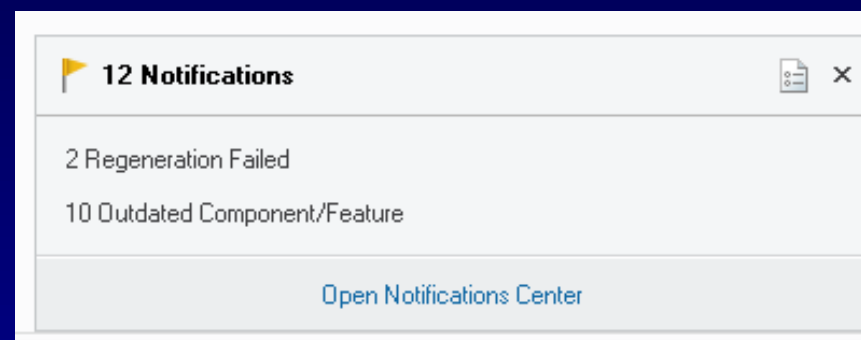 12 Notifications
2 Regeneration Failed
10 Outdated Component/Feature
Open Notifications Center